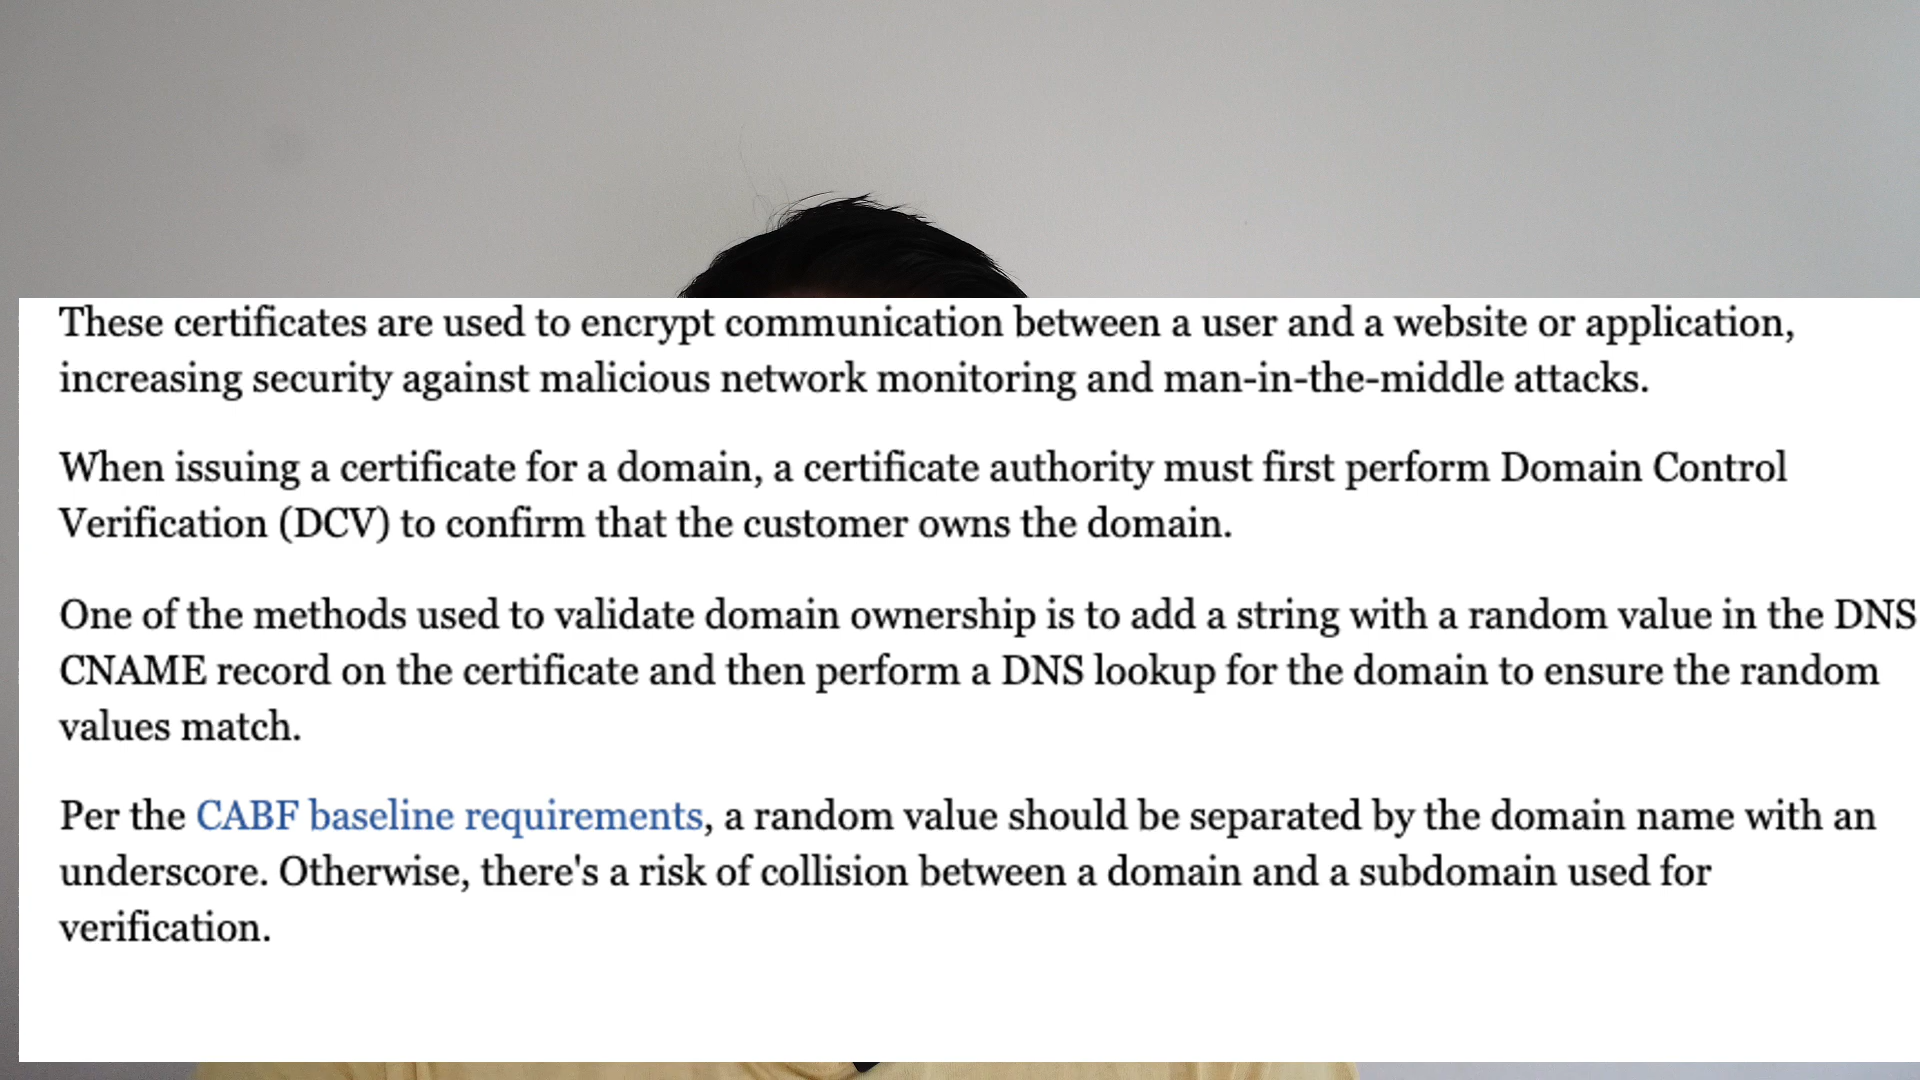 These certificates are used to encrypt communication between a user and a website or application,
increasing security against malicious network monitoring and man-in-the-middle attacks.
When issuing a certificate for a domain, a certificate authority must first perform Domain Control
Verification (DCV) to confirm that the customer owns the domain.
One of the methods used to validate domain ownership is to add a string with a random value in the DNS
CNAME record on the certificate and then perform a DNS lookup for the domain to ensure the random
values match.
Per the CABF baseline requirements, a random value should be separated by the domain name with an
underscore. Otherwise, there's a risk of collision between a domain and a subdomain used for
verification.